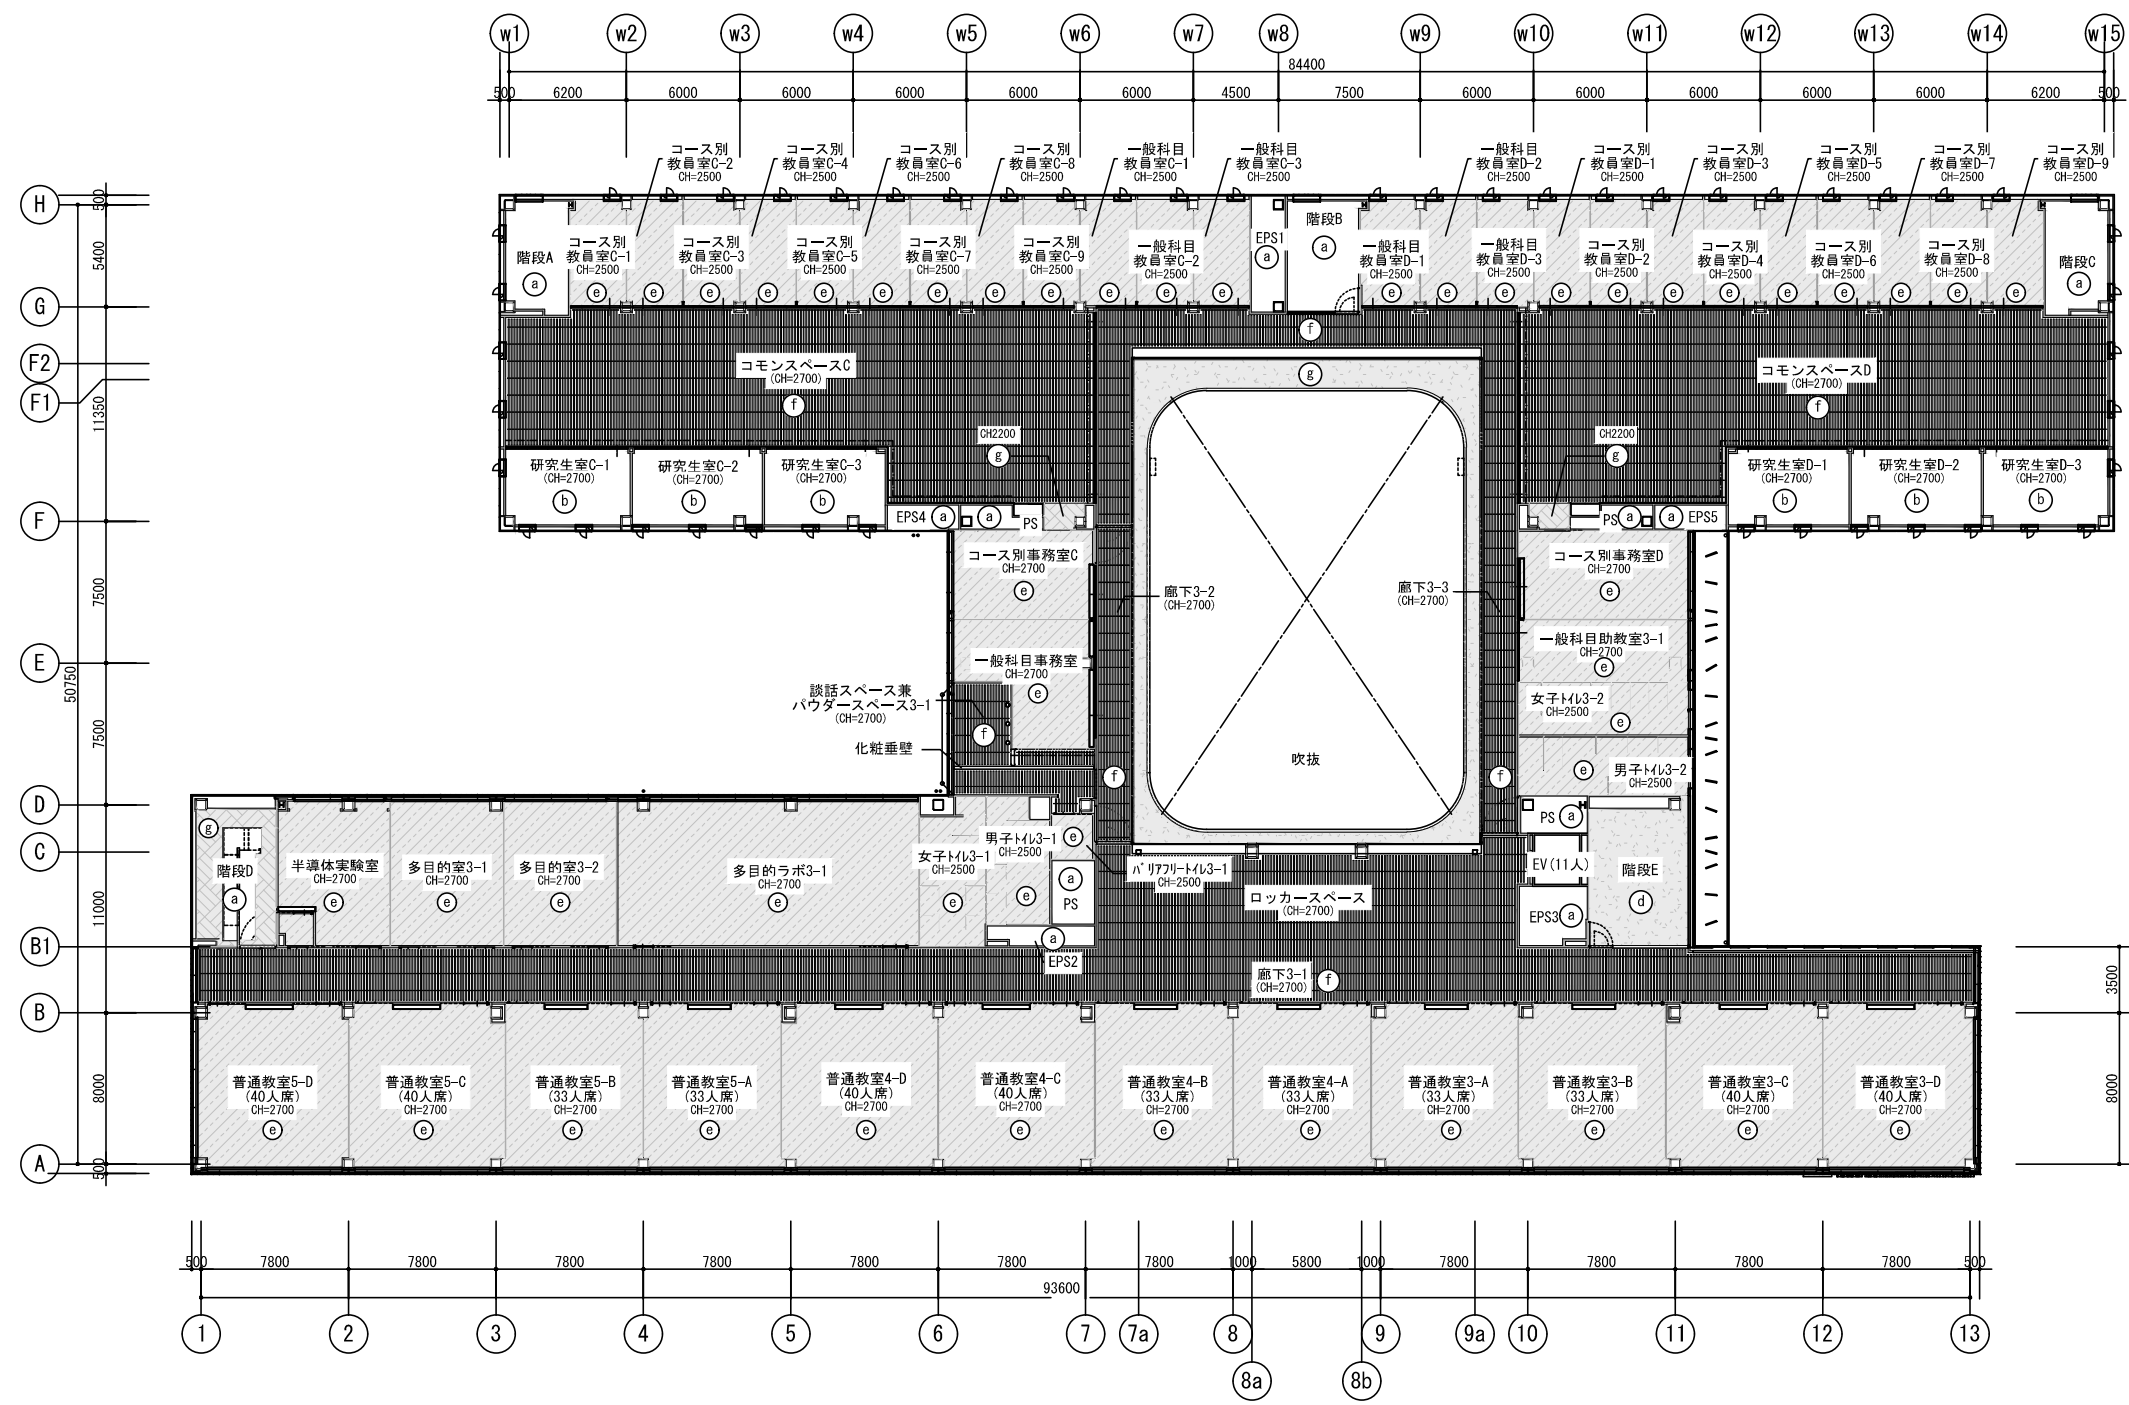 w1 w2 w3 w4 w5 w6 w7 w8 w9 w10 w11 w12 w13 w14 w15
84400
500 6200 6000 6000 6000 6000 6000 4500 7500 6000 6000 6000 6000 6000 6200 500
コース別
教員室C-2
CH=2500
コース別
教員室C-4
CH=2500
コース別
教員室C-6
CH=2500
コース別
教員室C-8
CH=2500
一般科目
教員室C-1
CH=2500
一般科目
教員室C-3
CH=2500
一般科目
教員室D-2
CH=2500
コース別
教員室D-1
CH=2500
コース別
教員室D-3
CH=2500
コース別
教員室D-5
CH=2500
コース別
教員室D-7
CH=2500
コース別
教員室D-9
CH=2500
H
G
F2
F1
F
E
D
C
B1
B
A
500
5400
11350
7500
50750
7500
11000
8000
500
階段A
a
コース別
教員室C-1
CH=2500
e
e
コース別
教員室C-3
CH=2500
e
e
コース別
教員室C-5
CH=2500
e
e
コース別
教員室C-7
CH=2500
e
e
コース別
教員室C-9
CH=2500
e
e
一般科目
教員室C-2
CH=2500
e
e
EPS1
a
階段B
a
一般科目
教員室D-1
CH=2500
e
e
一般科目
教員室D-3
CH=2500
e
e
コース別
教員室D-2
CH=2500
e
e
コース別
教員室D-4
CH=2500
e
e
コース別
教員室D-6
CH=2500
e
e
コース別
教員室D-8
CH=2500
e
e
階段C
a
f
g
コモンスペースC
(CH=2700)
f
コモンスペースD
(CH=2700)
f
CH2200
g
CH2200
g
研究生室C-1
(CH=2700)
b
研究生室C-2
(CH=2700)
b
研究生室C-3
(CH=2700)
b
研究生室D-1
(CH=2700)
b
研究生室D-2
(CH=2700)
b
研究生室D-3
(CH=2700)
b
EPS4 a
a PS
PS a
a EPS5
コース別事務室C
CH=2700
e
コース別事務室D
CH=2700
e
廊下3-2
(CH=2700)
廊下3-3
(CH=2700)
一般科目事務室
CH=2700
e
一般科目助教室3-1
CH=2700
e
談話スペース兼
パウダースペース3-1
(CH=2700)
f
化粧垂壁
女子ﾄｲﾚ3-2
CH=2500
e
吹抜
f
f
e
男子ﾄｲﾚ3-2
CH=2500
g
階段D
a
半導体実験室
CH=2700
e
多目的室3-1
CH=2700
e
多目的室3-2
CH=2700
e
多目的ラボ3-1
CH=2700
e
女子ﾄｲﾚ3-1
CH=2500
e
男子ﾄｲﾚ3-1
CH=2500
e
e
ﾊﾞﾘｱﾌﾘｰﾄｲﾚ3-1
CH=2500
a
PS
a
EPS2
ロッカースペース
(CH=2700)
PS a
EV(11人)
EPS3 a
階段E
d
廊下3-1
(CH=2700)
f
3500
8000
普通教室5-D
(40人席)
CH=2700
e
普通教室5-C
(40人席)
CH=2700
e
普通教室5-B
(33人席)
CH=2700
e
普通教室5-A
(33人席)
CH=2700
e
普通教室4-D
(40人席)
CH=2700
e
普通教室4-C
(40人席)
CH=2700
e
普通教室4-B
(33人席)
CH=2700
e
普通教室4-A
(33人席)
CH=2700
e
普通教室3-A
(33人席)
CH=2700
e
普通教室3-B
(33人席)
CH=2700
e
普通教室3-C
(40人席)
CH=2700
e
普通教室3-D
(40人席)
CH=2700
e
500 7800 7800 7800 7800 7800 7800 7800 1000 5800 1000 7800 7800 7800 7800 500
93600
1 2 3 4 5 6 7 7a 8 9 9a 10 11 12 13
8a 8b